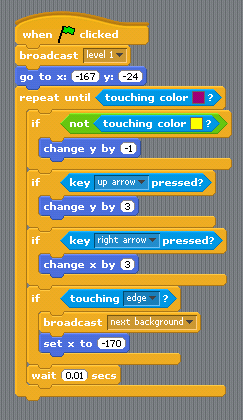 when clicked
broadcast level 1
go to x: -167 y: -24
repeat until touching color ?
if not touching color ?
change y by -1
if key up arrow pressed?
change y by 3
if key right arrow pressed?
change x by 3
if touching edge ?
broadcast next background
set x to -170
wait 0.01 secs